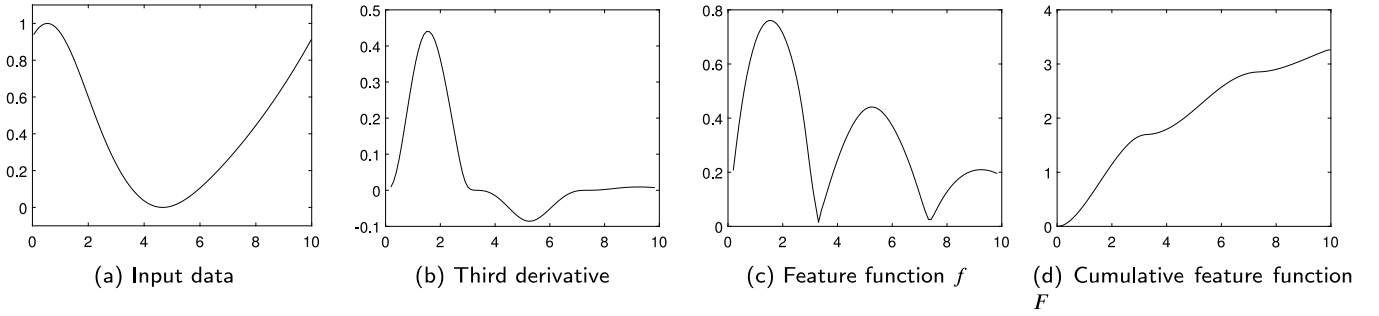 1
0.8
0.6
0.4
0.2
0
0 2 4 6 8 10
(a) Input data
0.5
0.4
0.3
0.2
0.1
0
-0.1
0 2 4 6 8 10
(b) Third derivative
0.8
0.6
0.4
0.2
0
0 2 4 6 8 10
(c) Feature function f
4
3
2
1
0
0 2 4 6 8 10
(d) Cumulative feature function
F